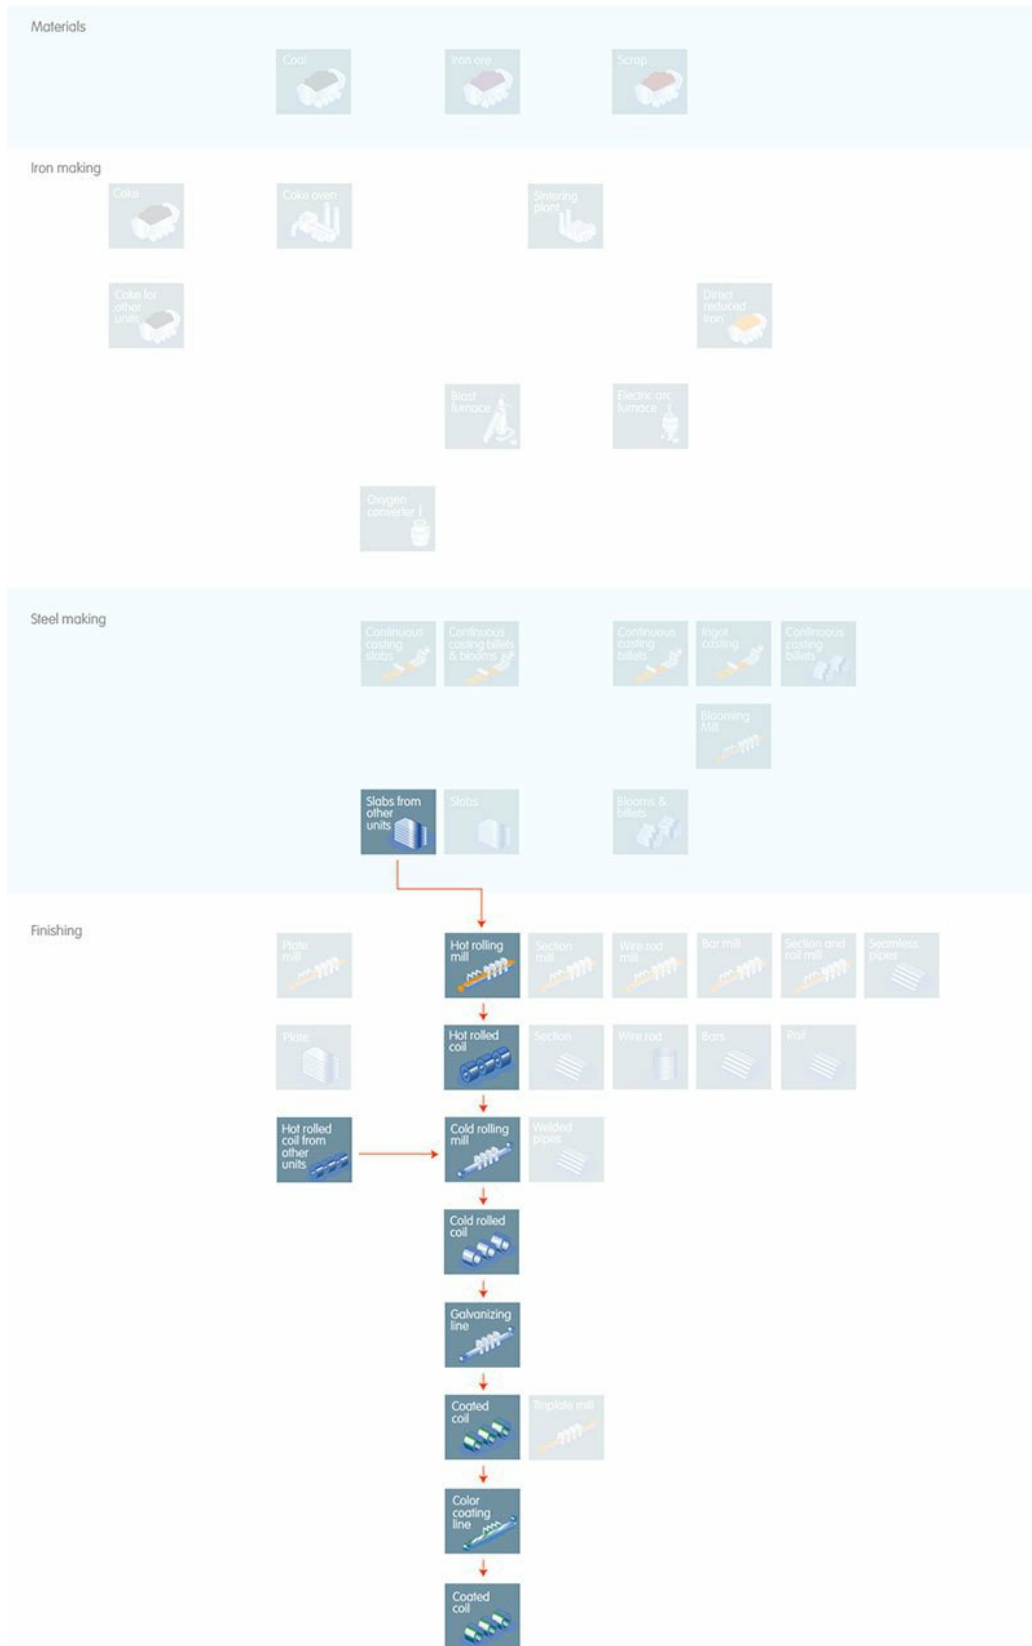 Materials
Coal
Iron ore
Scrap
Iron making
Coke
Coke oven
Sintering
plant
Coke for
other
units
Direct
reduced
Iron
Blast
furnace
Electric arc
furnace
Oxygen
converter
Steel making
Continuous
casting
slabs
Continuous
casting billets
& blooms
Continuous
casting
billets
Ingot
casting
Continuous
casting
billets
Blooming
Mill
Slabs from
other
units
Slabs
Blooms &
billets
Finishing
Plate
mill
Hot rolling
mill
Section
mill
Wire rod
mill
Bar mill
Section and
rail mill
Seamless
pipes
Plate
Hot rolled
coil
Section
Wire rod
Bars
Rail
Hot rolled
coil from
other
units
Cold rolling
mill
Welded
pipes
Cold rolled
coil
Galvanizing
line
Coated
coil
Tinplate mill
Color
coating
line
Coated
coil